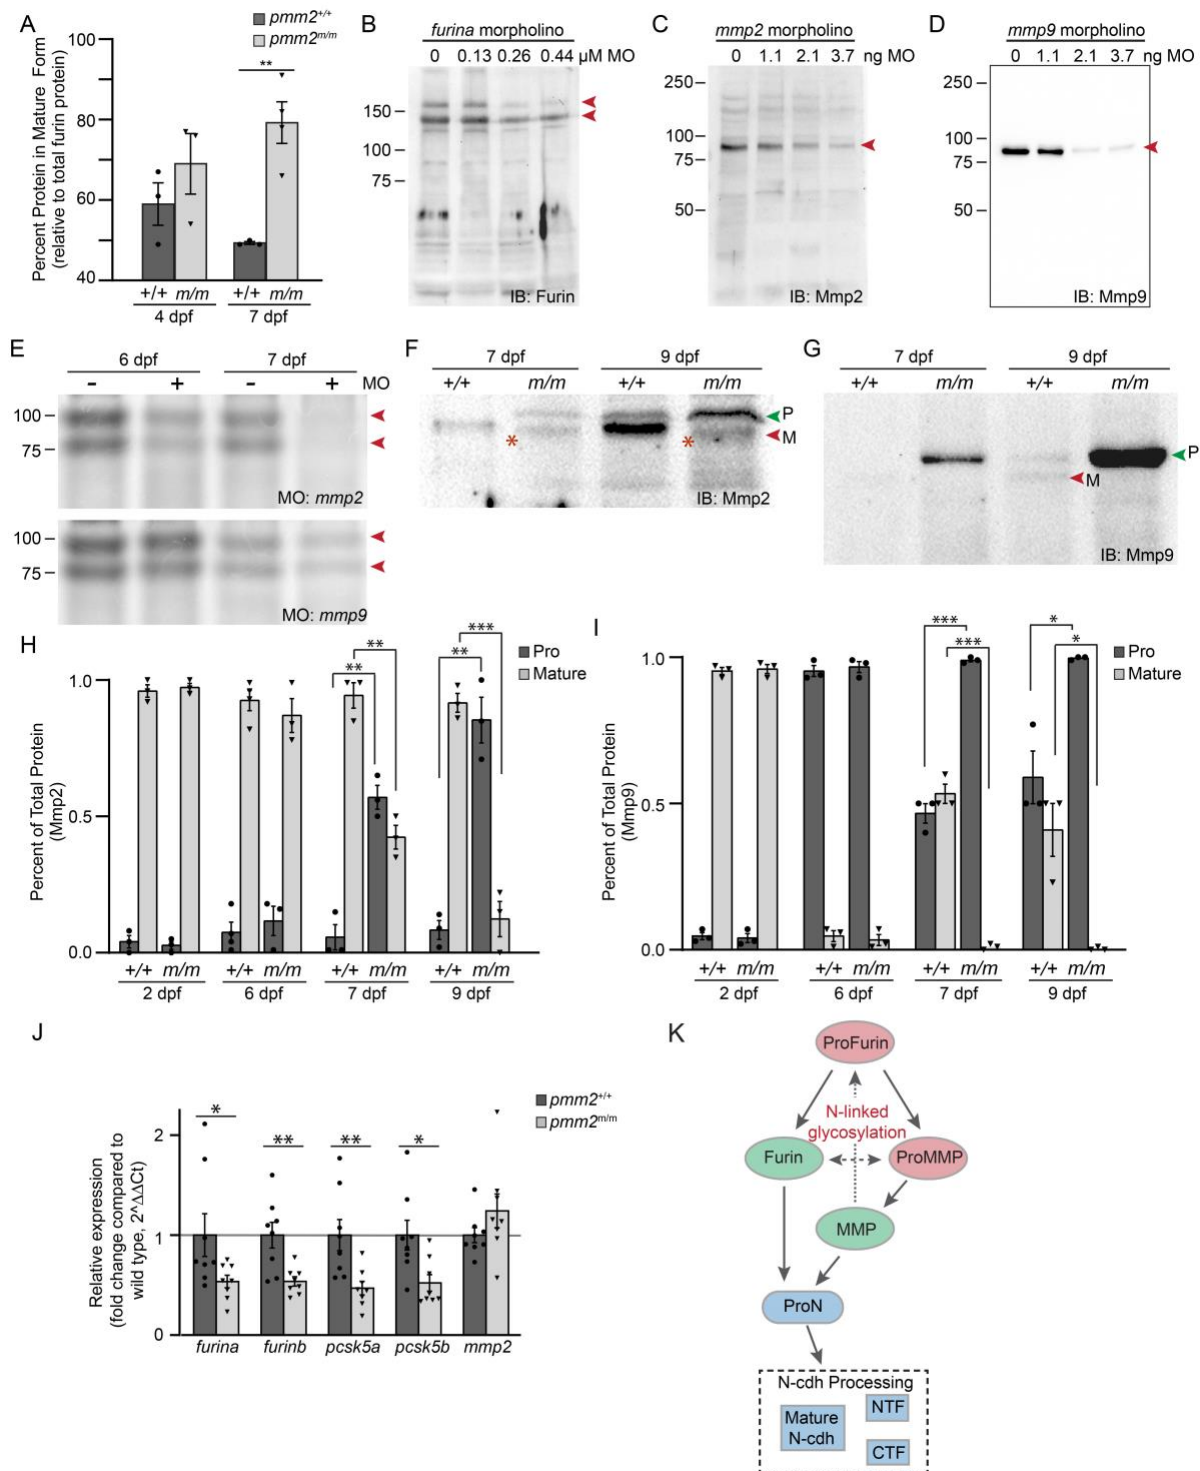 A
pmm2+/+
pmm2m/m
Percent Protein in Mature Form
(relative to total furin protein)
100
80
60
40
**
+/+ m/m +/+ m/m
4 dpf 7 dpf
B
furina morpholino
0 0.13 0.26 0.44 µM MO
150
100
75
IB: Furin
C
mmp2 morpholino
0 1.1 2.1 3.7 ng MO
250
100
75
50
IB: Mmp2
D
mmp9 morpholino
0 1.1 2.1 3.7 ng MO
250
100
75
50
IB: Mmp9
E
6 dpf 7 dpf
- + - + MO
100
75
MO: mmp2
100
75
MO: mmp9
F
7 dpf 9 dpf
+/+ m/m +/+ m/m
P
M
* *
IB: Mmp2
G
7 dpf 9 dpf
+/+ m/m +/+ m/m
P
M
IB: Mmp9
H
Pro
Mature
Percent of Total Protein
(Mmp2)
1.0
0.5
0.0
** ** ** ***
+/+ m/m +/+ m/m +/+ m/m +/+ m/m
2 dpf 6 dpf 7 dpf 9 dpf
I
Pro
Mature
Percent of Total Protein
(Mmp9)
1.0
0.5
0.0
*** *** * *
+/+ m/m +/+ m/m +/+ m/m +/+ m/m
2 dpf 6 dpf 7 dpf 9 dpf
J
pmm2+/+
pmm2m/m
Relative expression
(fold change compared to
wild type, 2^ΔΔCt)
2
1
0
* ** ** *
furina furinb pcsk5a pcsk5b mmp2
K
ProFurin
N-linked
glycosylation
Furin
ProMMP
MMP
ProN
N-cdh Processing
Mature
N-cdh
NTF
CTF